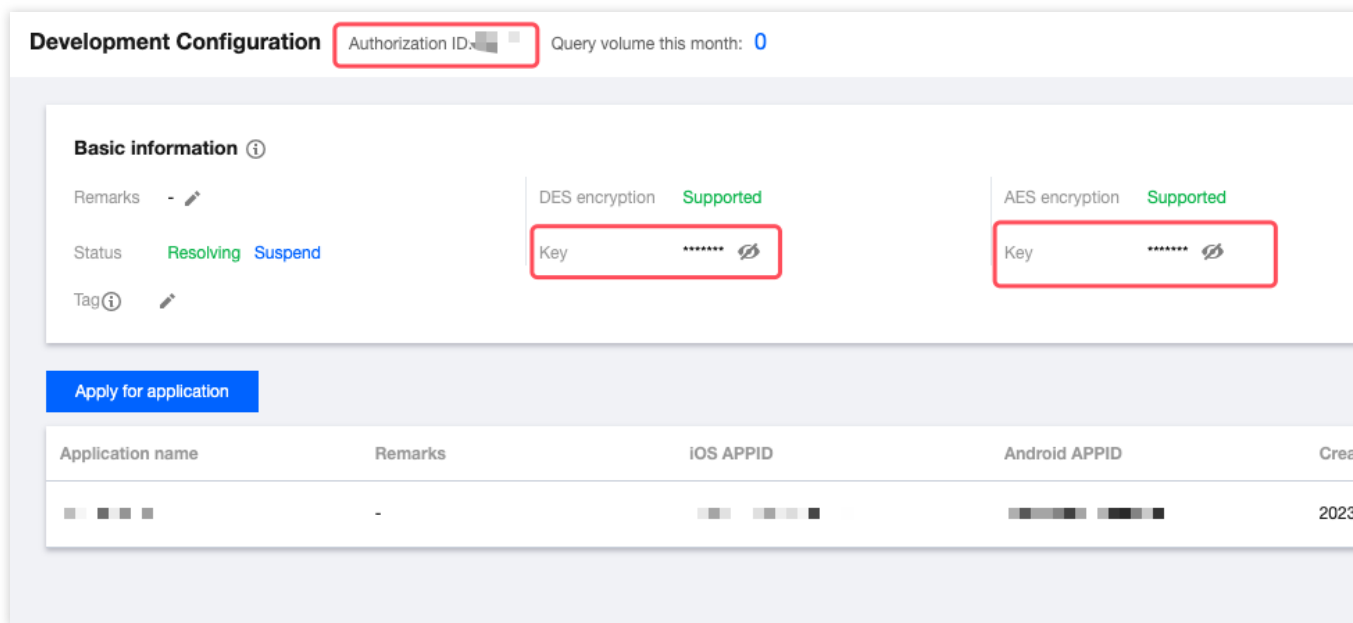 Development Configuration Authorization ID: Query volume this month: 0
Basic information
Remarks - DES encryption Supported AES encryption Supported
Status Resolving Suspend Key ******* Key *******
Tag
Apply for application
Application name Remarks iOS APPID Android APPID Crea
- 2023